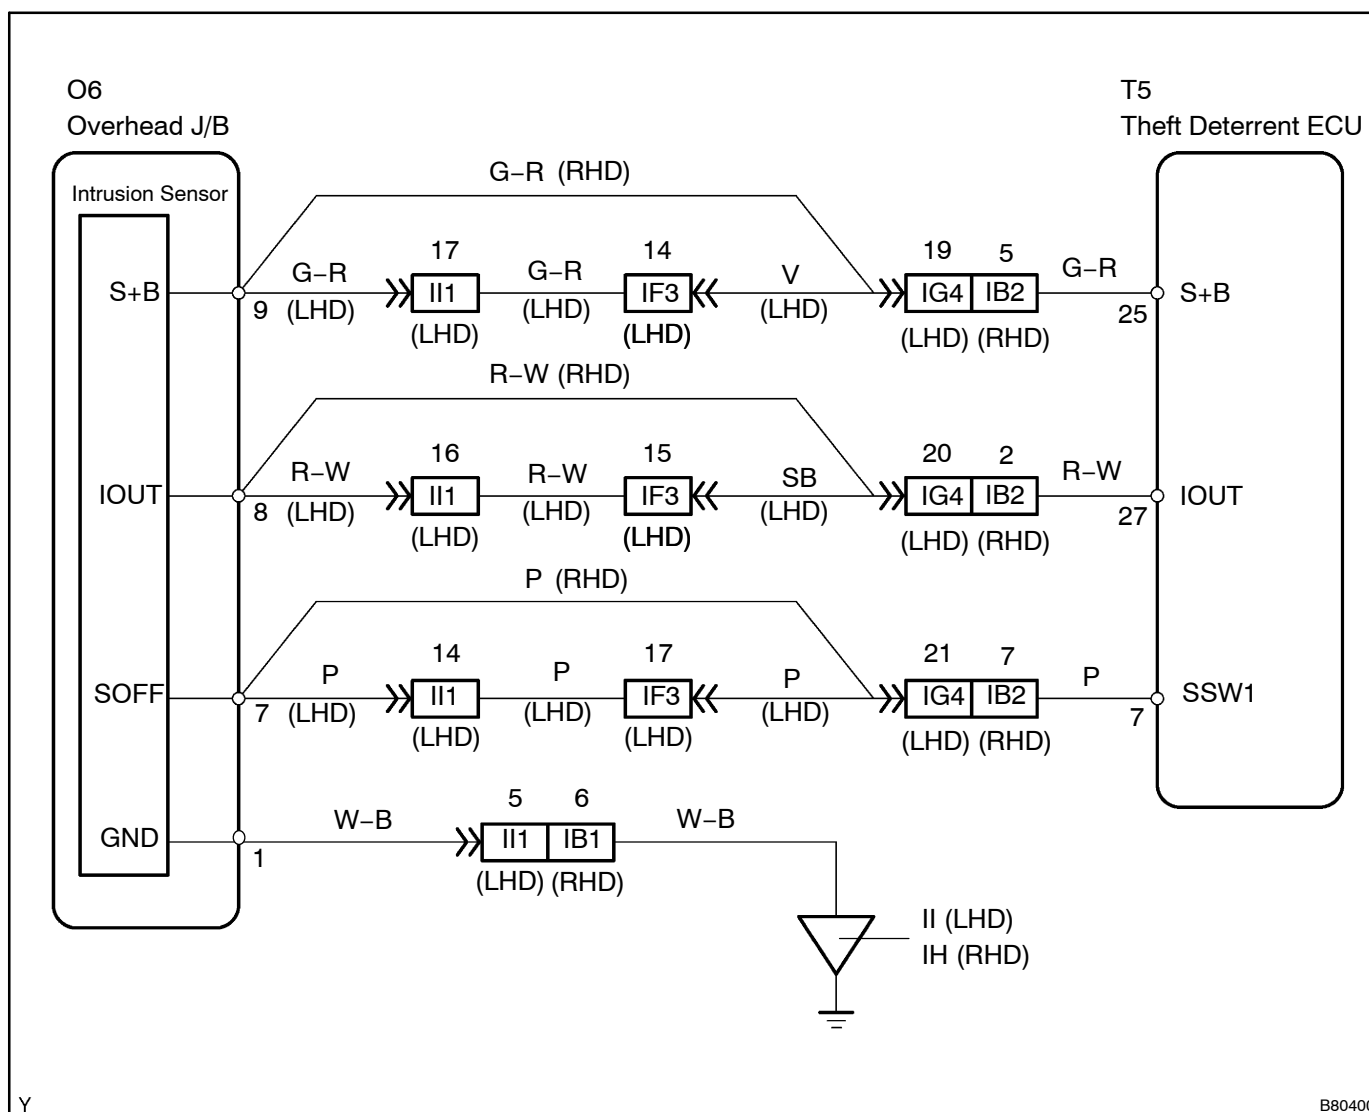 O6
Overhead J/B
T5
Theft Deterrent ECU
Intrusion Sensor
G–R (RHD)
17
14
19
5
S+B
G–R
II1
G–R
IF3
V
IG4
IB2
G–R
S+B
9
(LHD)
(LHD)
(LHD)
25
(LHD)
(LHD)
(LHD)
(RHD)
R–W (RHD)
16
15
20
2
IOUT
R–W
II1
R–W
IF3
SB
IG4
IB2
R–W
IOUT
8
(LHD)
(LHD)
(LHD)
27
(LHD)
(LHD)
(LHD)
(RHD)
P (RHD)
14
17
21
7
SOFF
P
II1
P
IF3
P
IG4
IB2
P
SSW1
7
(LHD)
(LHD)
(LHD)
7
(LHD)
(LHD)
(LHD)
(RHD)
5
6
GND
W–B
II1
IB1
W–B
1
(LHD)
(RHD)
II (LHD)
IH (RHD)
Y
B80400